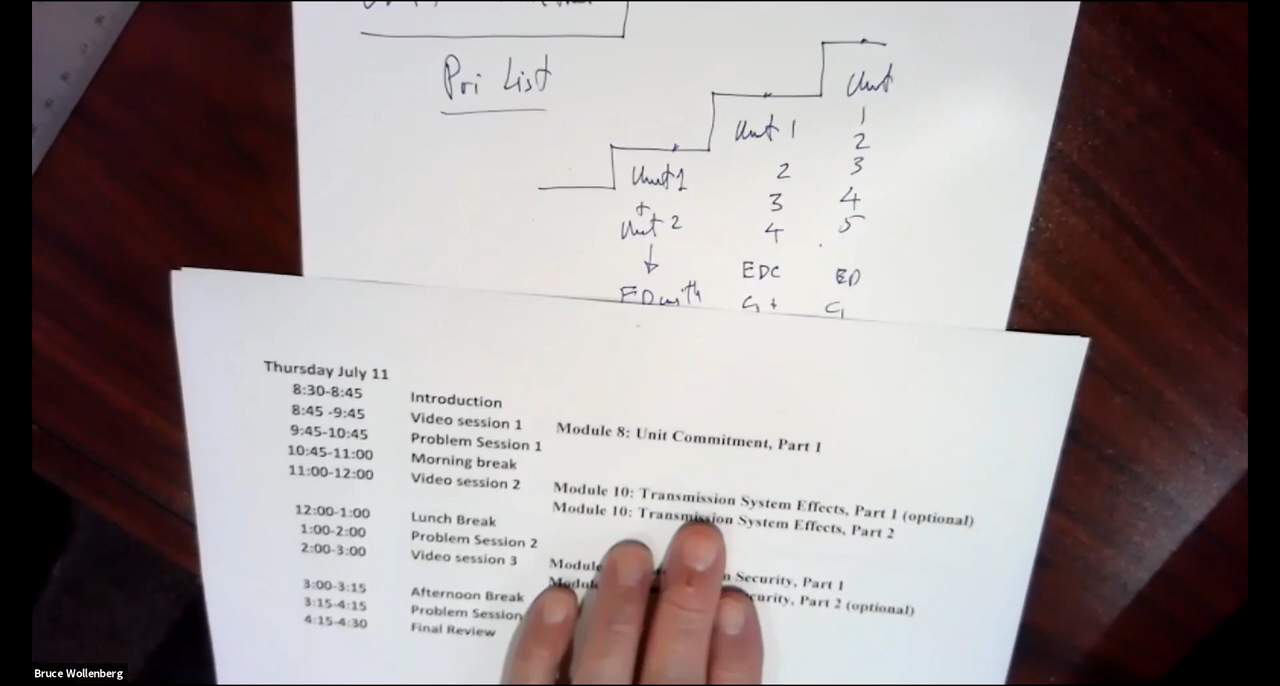 Pri List
Unit 1
+
Unit 2
ED with
Unit 1
2
3
4
EDC
G +
Unit
1
2
3
4
5
ED
G
Thursday July 11
8:30-8:45 Introduction
8:45 -9:45 Video session 1 Module 8: Unit Commitment, Part 1
9:45-10:45 Problem Session 1
10:45-11:00 Morning break
11:00-12:00 Video session 2 Module 10: Transmission System Effects, Part 1 (optional)
Module 10: Transmission System Effects, Part 2
12:00-1:00 Lunch Break
1:00-2:00 Problem Session 2
2:00-3:00 Video session 3 Module Security, Part 1
Part 2 (optional)
3:00-3:15 Afternoon Break
3:15-4:15 Problem Session
4:15-4:30 Final Review
Bruce Wollenberg